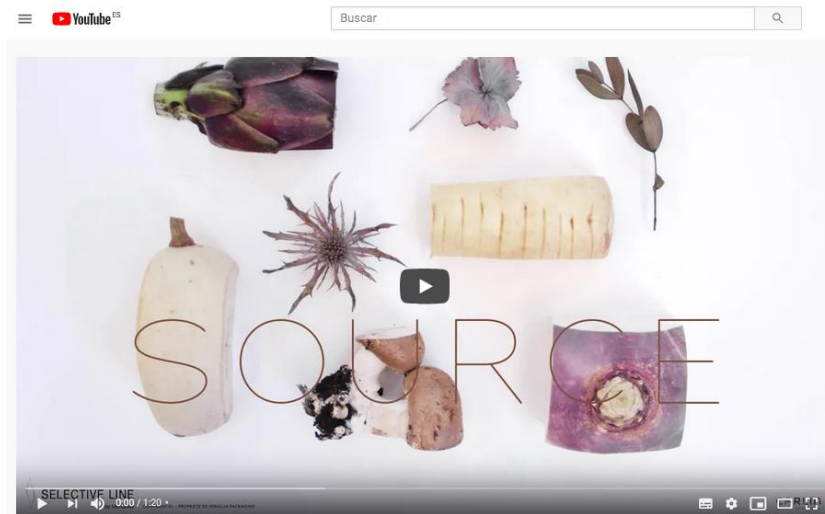 YouTube ES
Buscar
SOURCE
SELECTIVE LINE
0:00 / 1:20